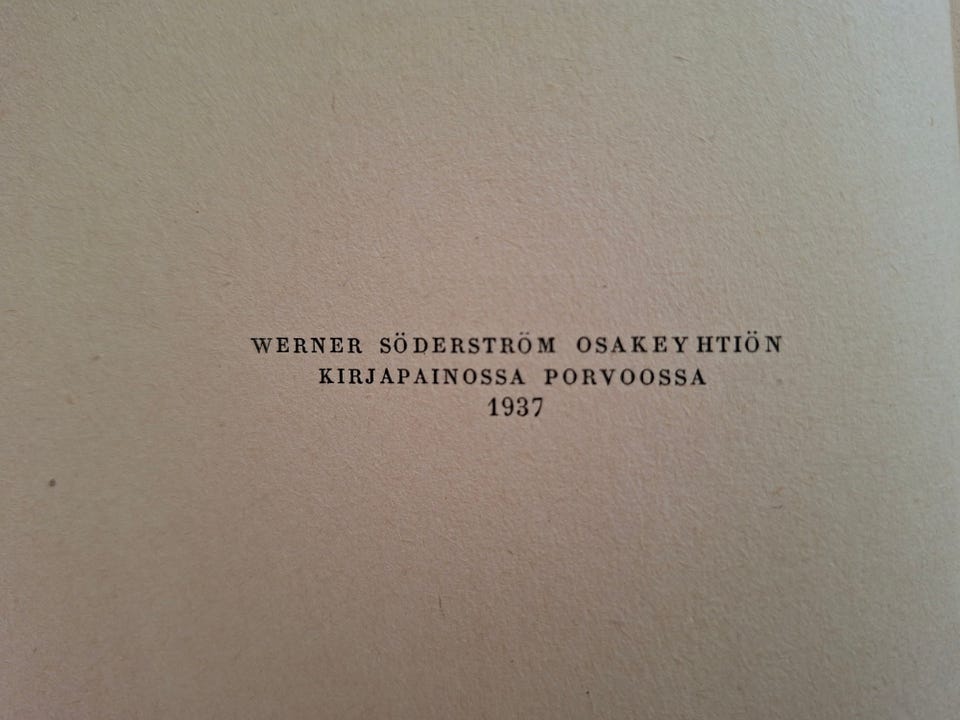 WERNER SÖDERSTRÖM OSAKEYHTIÖN
KIRJAPAINOSSA PORVOOSSA
1937